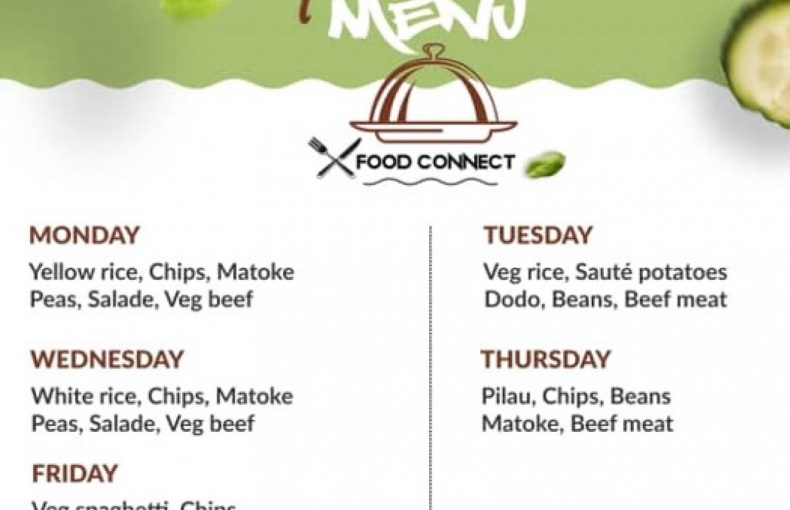 MENU
FOOD CONNECT
MONDAY
Yellow rice, Chips, Matoke
Peas, Salade, Veg beef
TUESDAY
Veg rice, Sauté potatoes
Dodo, Beans, Beef meat
WEDNESDAY
White rice, Chips, Matoke
Peas, Salade, Veg beef
THURSDAY
Pilau, Chips, Beans
Matoke, Beef meat
FRIDAY
Veg spaghetti, Chips